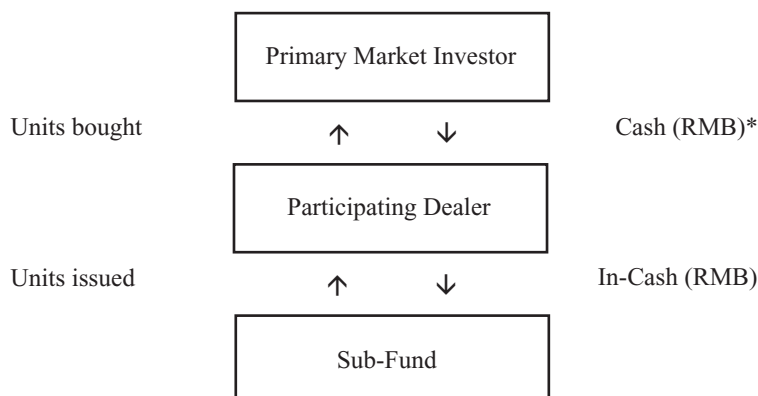 Primary Market Investor
Units bought ↑ ↓ Cash (RMB)*
Participating Dealer
Units issued ↑ ↓ In-Cash (RMB)
Sub-Fund